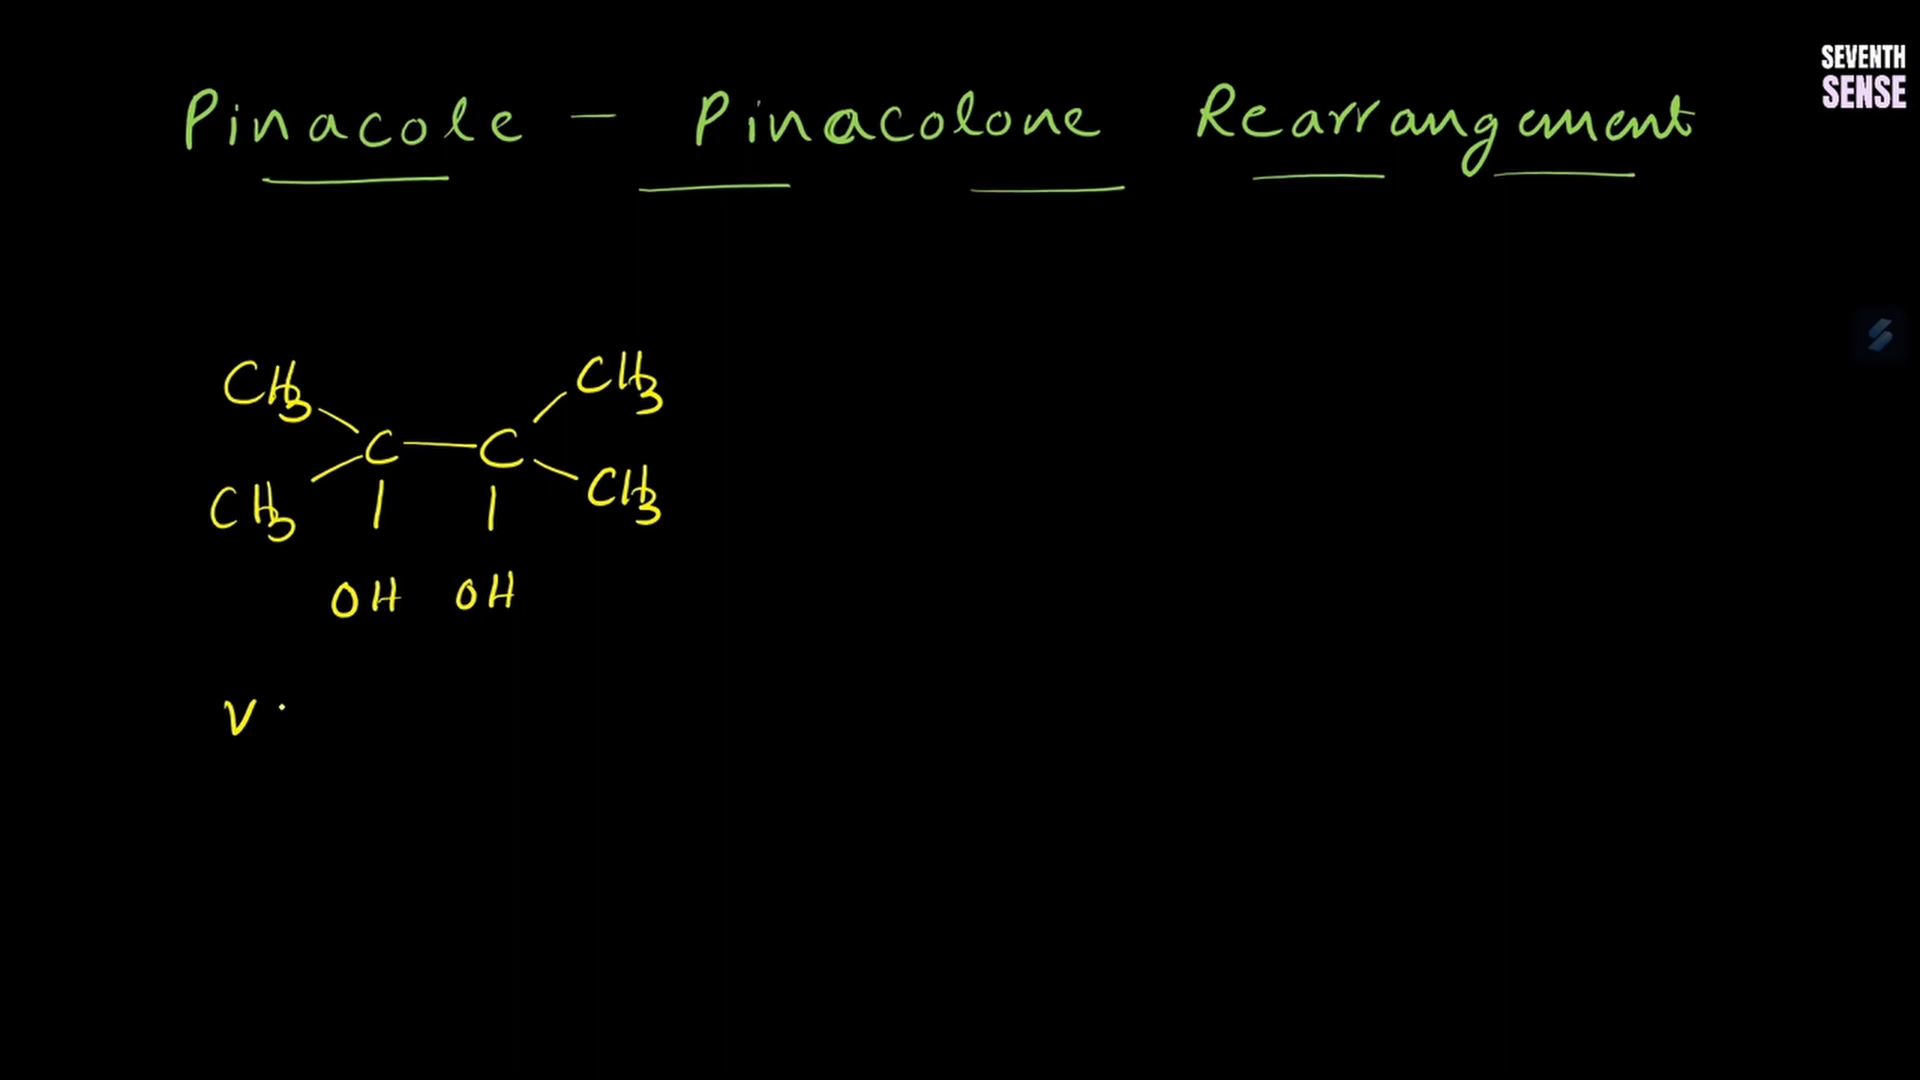 SEVENTH
SENSE
Pinacole - Pinacolone Rearrangement
CH3 CH3
C - C
CH3 CH3
OH OH
V